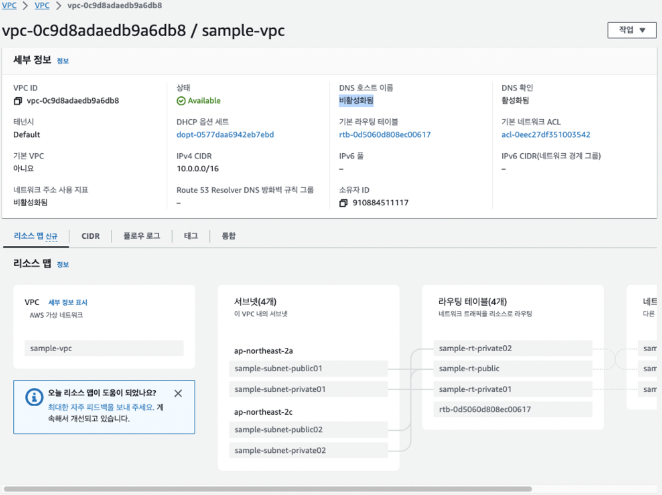 VPC > VPC > vpc-0c9d8adaedb9a6db8
vpc-0c9d8adaedb9a6db8 / sample-vpc
작업 ▼
세부 정보 정보
VPC ID
vpc-0c9d8adaedb9a6db8
상태
Available
DNS 호스트 이름
비활성화됨
DNS 확인
활성화됨
테넌시
Default
DHCP 옵션 세트
dopt-0577daa6942eb7ebd
기본 라우팅 테이블
rtb-0d5060d808ec00617
기본 네트워크 ACL
acl-0eec27df351003542
기본 VPC
아니요
IPv4 CIDR
10.0.0.0/16
IPv6 풀
–
IPv6 CIDR(네트워크 경계 그룹)
–
네트워크 주소 사용 지표
비활성화됨
Route 53 Resolver DNS 방화벽 규칙 그룹
–
소유자 ID
910884511117
리소스 맵 신규
CIDR
플로우 로그
태그
통합
리소스 맵 정보
VPC 세부 정보 표시
AWS 가상 네트워크
sample-vpc
오늘 리소스 맵이 도움이 되었나요?
최대한 자주 피드백을 보내 주세요. 계
속해서 개선되고 있습니다.
서브넷(4개)
이 VPC 내의 서브넷
ap-northeast-2a
sample-subnet-public01
sample-subnet-private01
ap-northeast-2c
sample-subnet-public02
sample-subnet-private02
라우팅 테이블(4개)
네트워크 트래픽을 리소스로 라우팅
sample-rt-private02
sample-rt-public
sample-rt-private01
rtb-0d5060d808ec00617
네트
다른
sam
sam
sam